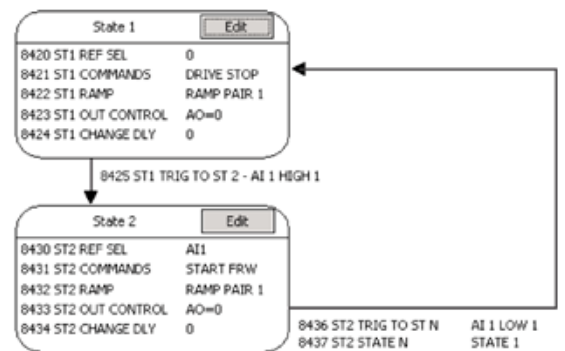 State 1 Edit
8420 ST1 REF SEL 0
8421 ST1 COMMANDS DRIVE STOP
8422 ST1 RAMP RAMP PAIR 1
8423 ST1 OUT CONTROL AO=0
8424 ST1 CHANGE DLY 0
8425 ST1 TRIG TO ST 2 - AI 1 HIGH 1
State 2 Edit
8430 ST2 REF SEL AI1
8431 ST2 COMMANDS START FRW
8432 ST2 RAMP RAMP PAIR 1
8433 ST2 OUT CONTROL AO=0
8434 ST2 CHANGE DLY 0
8436 ST2 TRIG TO ST N AI 1 LOW 1
8437 ST2 STATE N STATE 1